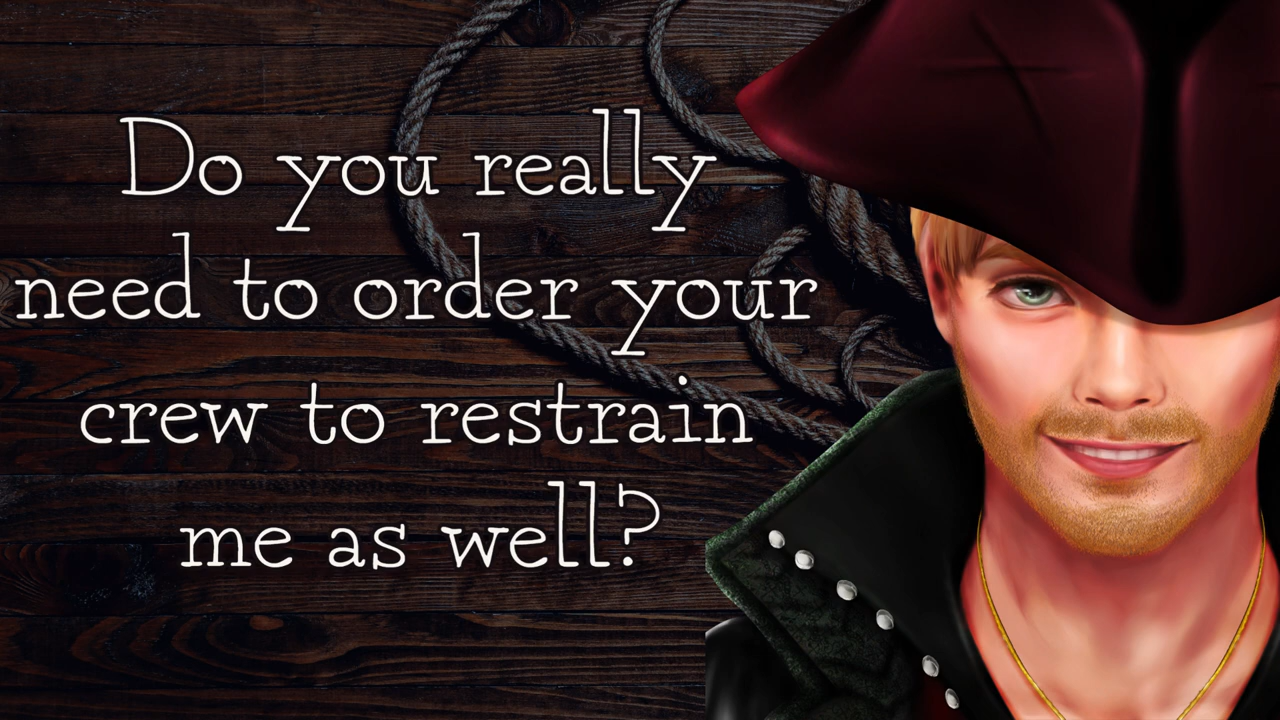 Do you really
need to order your
crew to restrain
me as well?